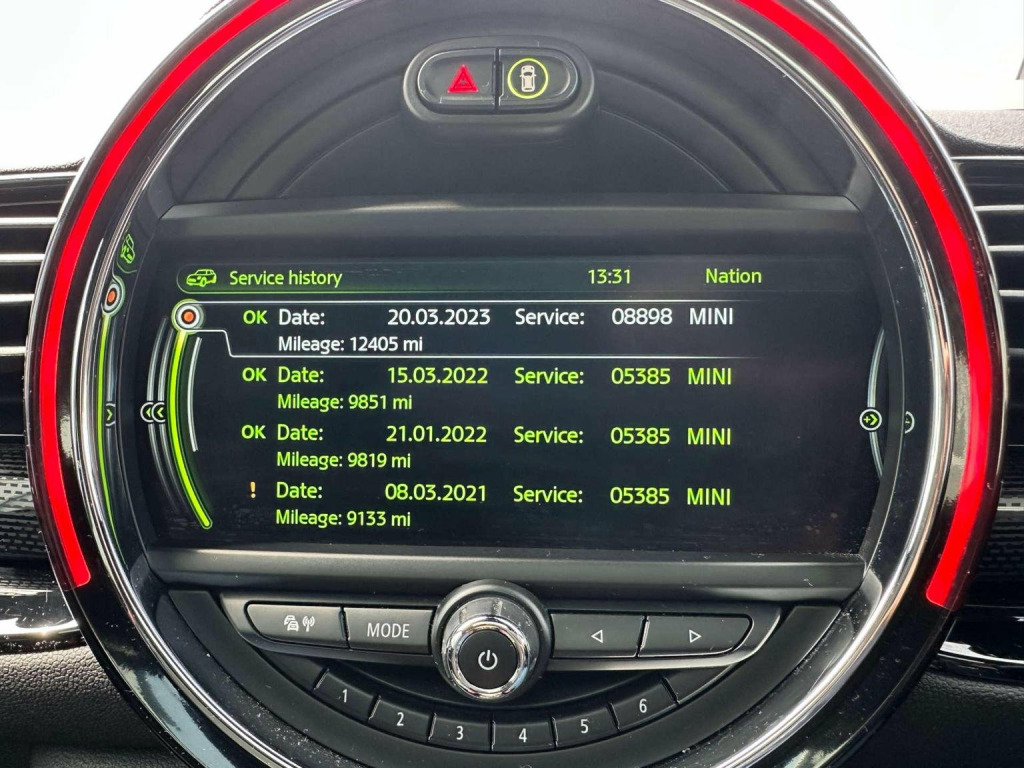 Service history 13:31 Nation
OK Date: 20.03.2023 Service: 08898 MINI
Mileage: 12405 mi
OK Date: 15.03.2022 Service: 05385 MINI
Mileage: 9851 mi
OK Date: 21.01.2022 Service: 05385 MINI
Mileage: 9819 mi
! Date: 08.03.2021 Service: 05385 MINI
Mileage: 9133 mi
MODE
1 2 3 4 5 6